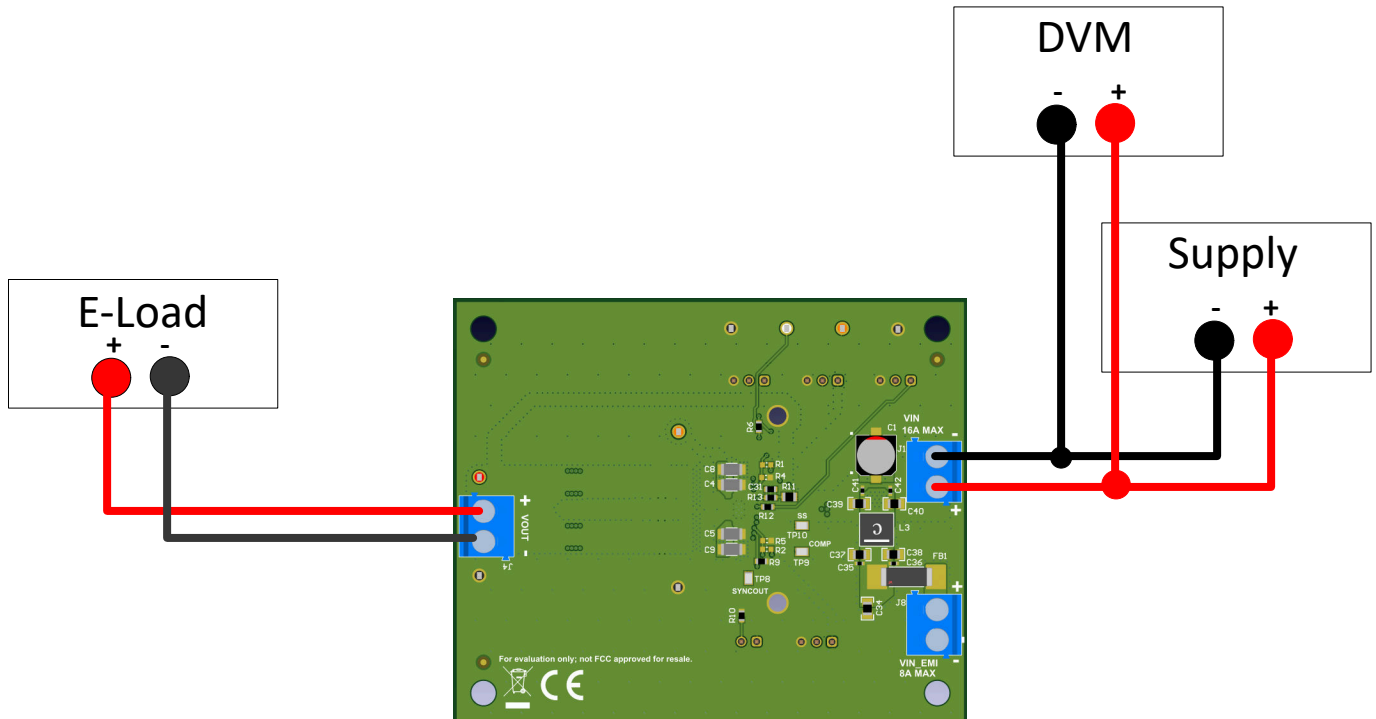 DVM
- +
Supply
- +
E-Load
+ -
VIN
16A MAX
-
+
J1
C1
R6
C8
C4
R1
R4
C31
R13
R11
R12
C41
C42
C39
C40
L3
SS
TP10
COMP
TP9
C5
C9
R5
R2
R9
TP8
SYNCOUT
R10
C37
C35
C38
C36
FB1
C34
J8
+
-
VIN_EMI
8A MAX
+
VOUT
-
J4
For evaluation only; not FCC approved for resale.
CE